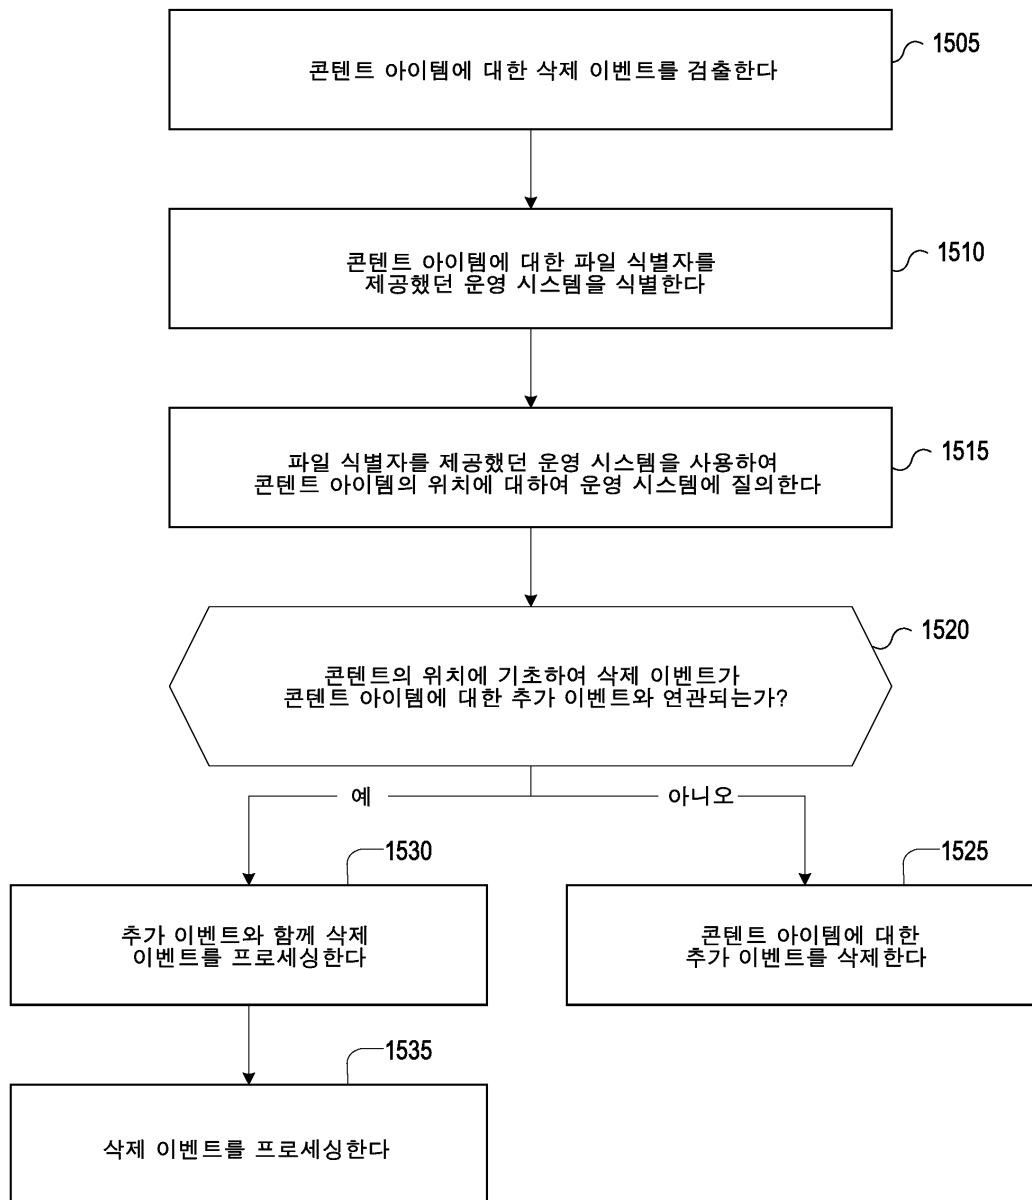 콘텐트 아이템에 대한 삭제 이벤트를 검출한다
1505
콘텐트 아이템에 대한 파일 식별자를
제공했던 운영 시스템을 식별한다
1510
파일 식별자를 제공했던 운영 시스템을 사용하여
콘텐트 아이템의 위치에 대하여 운영 시스템에 질의한다
1515
콘텐트의 위치에 기초하여 삭제 이벤트가
콘텐트 아이템에 대한 추가 이벤트와 연관되는가?
1520
예
아니오
1530
추가 이벤트와 함께 삭제
이벤트를 프로세싱한다
1525
콘텐트 아이템에 대한
추가 이벤트를 삭제한다
1535
삭제 이벤트를 프로세싱한다